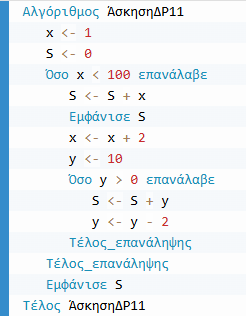 Αλγόριθμος ΆσκησηΔΡ11
x <- 1
S <- 0
Όσο x < 100 επανάλαβε
S <- S + x
Εμφάνισε S
x <- x + 2
y <- 10
Όσο y > 0 επανάλαβε
S <- S + y
y <- y - 2
Τέλος_επανάληψης
Τέλος_επανάληψης
Εμφάνισε S
Τέλος ΆσκησηΔΡ11